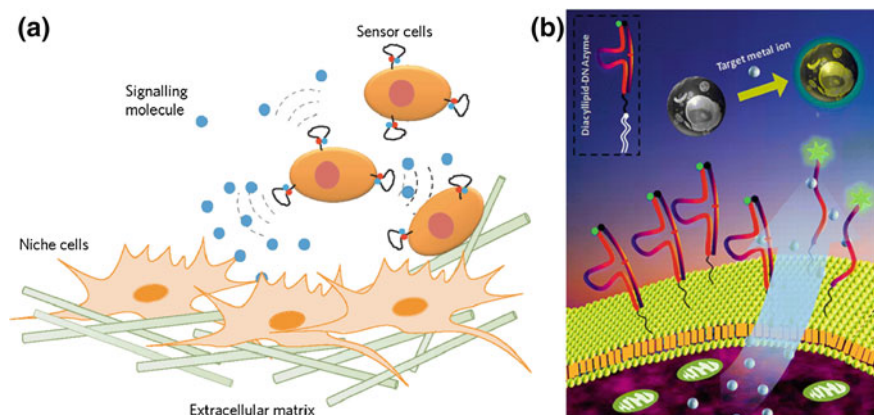 (a)
Sensor cells
Signalling
molecule
Niche cells
Extracellular matrix
(b)
Diacyllipid-DNAzyme
Target metal ion